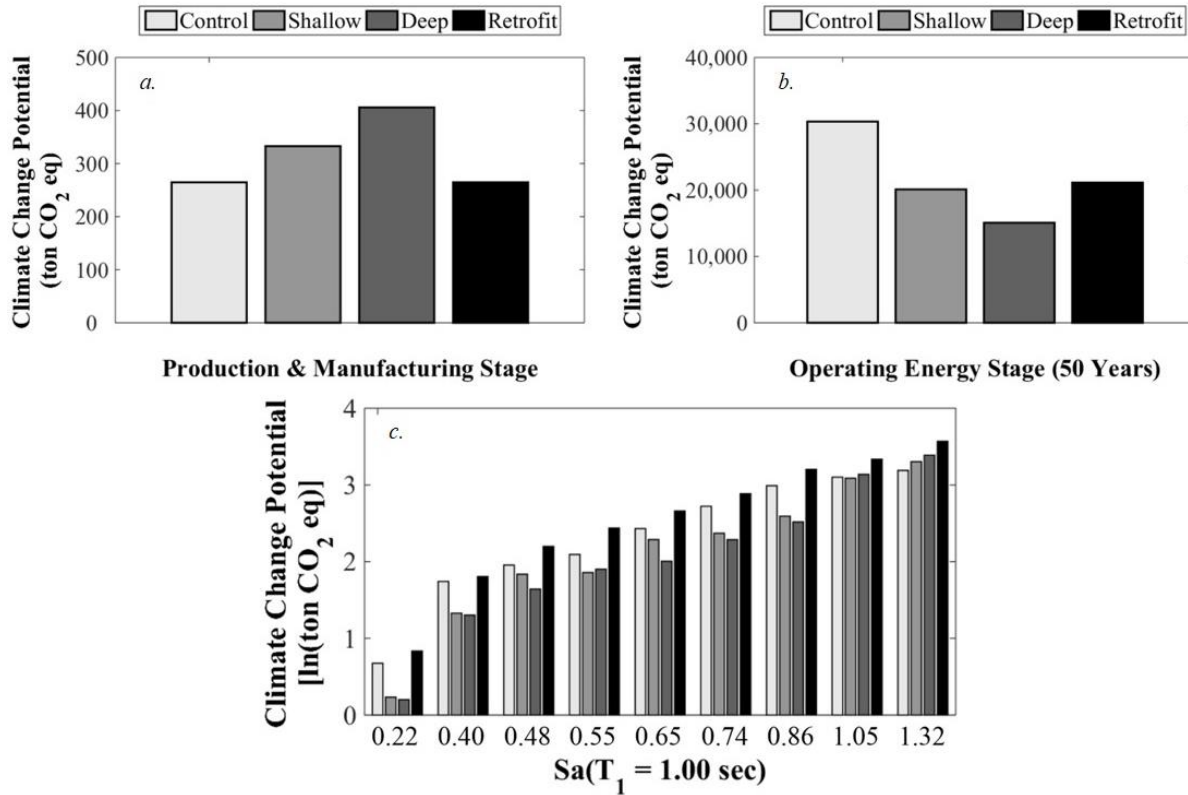 Control Shallow Deep Retrofit
Control Shallow Deep Retrofit
a.
500
400
300
200
100
0
Climate Change Potential
(ton CO2 eq)
Production & Manufacturing Stage
b.
40,000
30,000
20,000
10,000
0
Climate Change Potential
(ton CO2 eq)
Operating Energy Stage (50 Years)
c.
4
3
2
1
0
Climate Change Potential
[ln(ton CO2 eq)]
0.22 0.40 0.48 0.55 0.65 0.74 0.86 1.05 1.32
Sa(T1 = 1.00 sec)